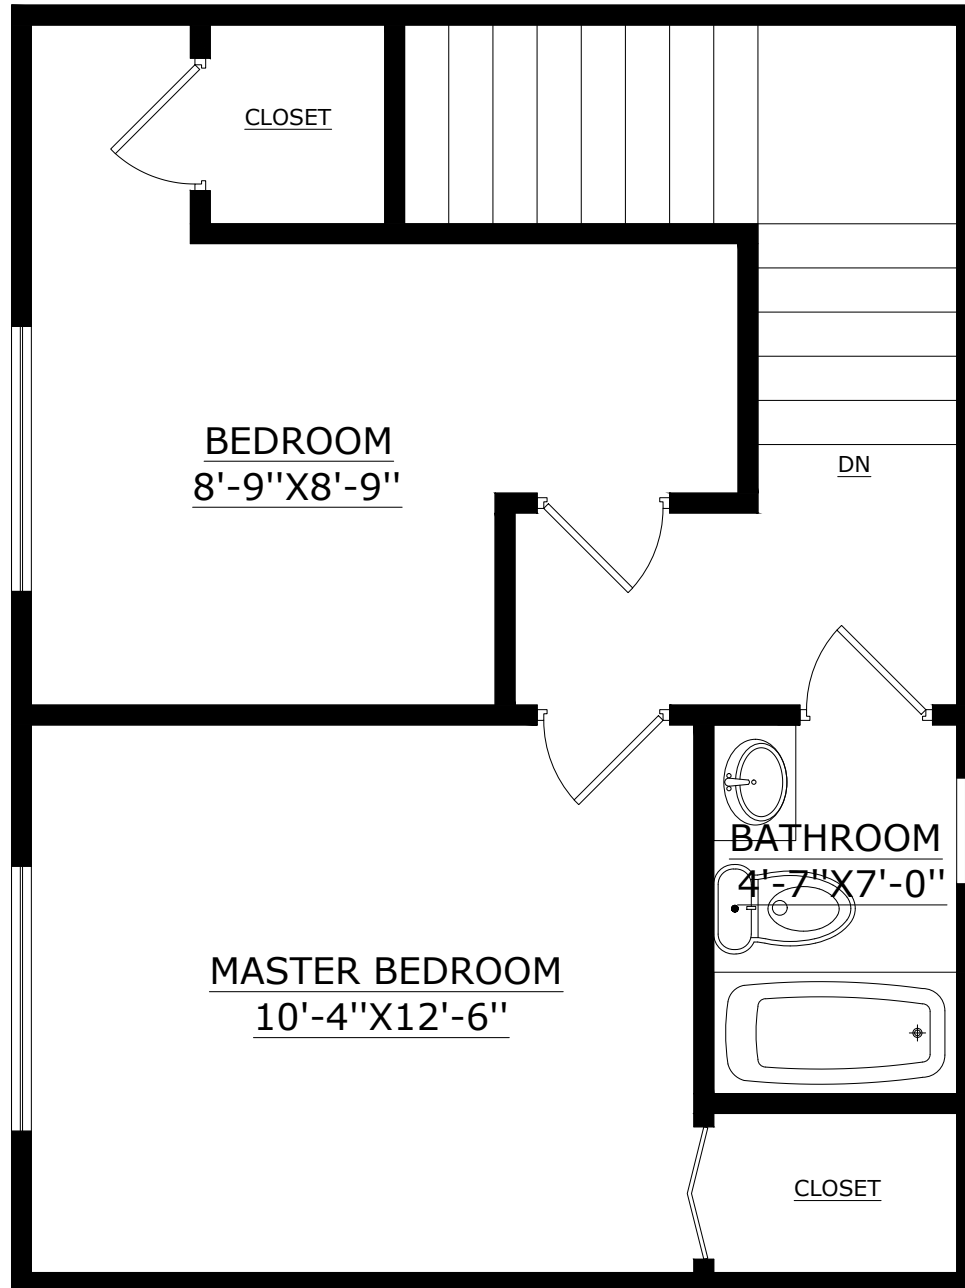 CLOSET
BEDROOM
8'-9''X8'-9''
DN
BATHROOM
4'-7''X7'-0''
MASTER BEDROOM
10'-4''X12'-6''
CLOSET